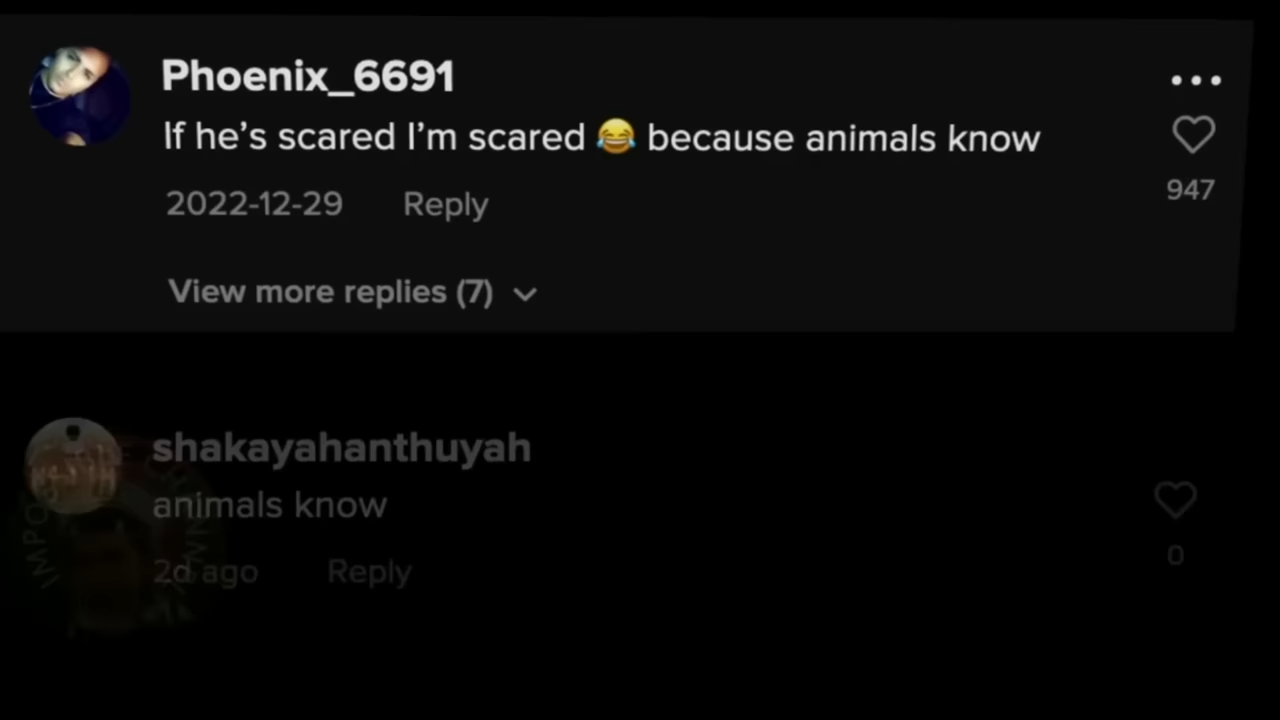 Phoenix_6691
If he's scared I'm scared 😂 because animals know
947
2022-12-29 Reply
View more replies (7)
shakayahanthuyah
animals know
0
2d ago Reply